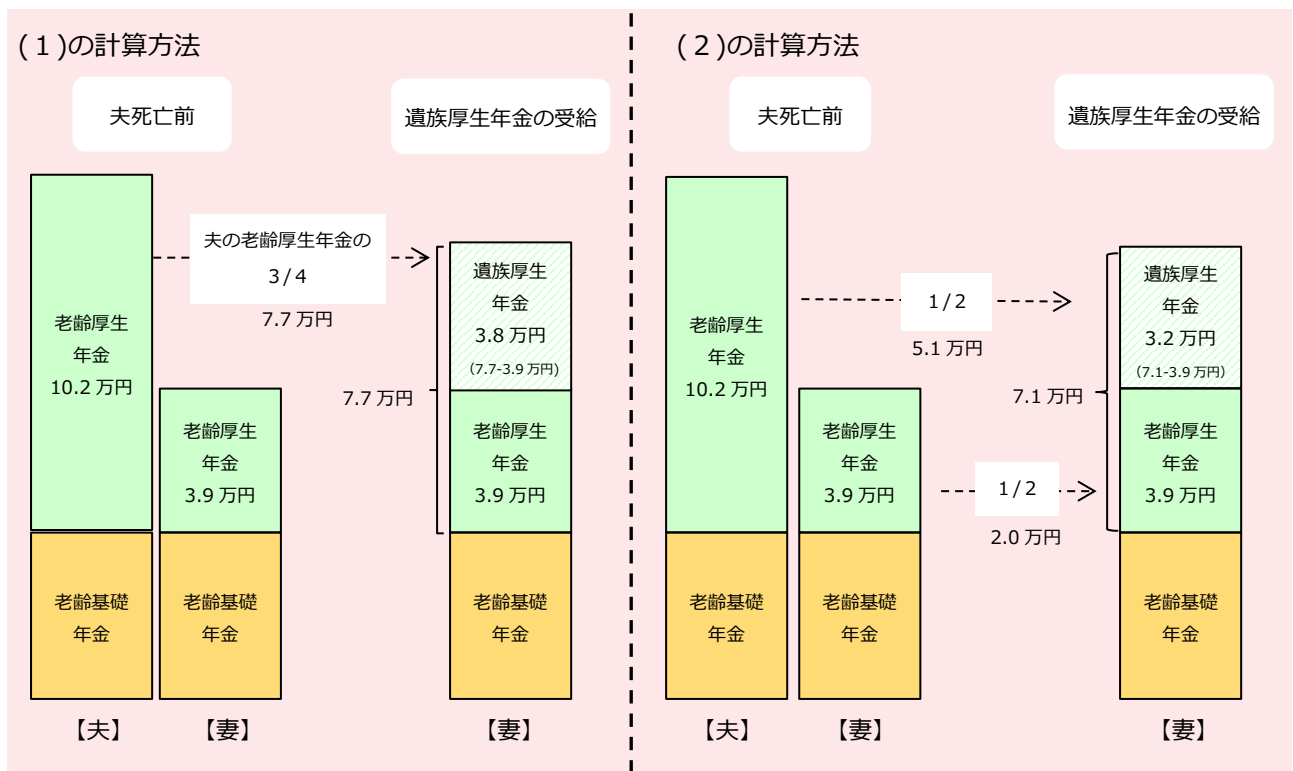 (１)の計算方法
夫死亡前
遺族厚生年金の受給
夫の老齢厚生年金の
3/4
7.7 万円
老齢厚生
年金
10.2 万円
老齢厚生
年金
3.9 万円
遺族厚生
年金
3.8 万円
(7.7-3.9 万円)
7.7 万円
老齢厚生
年金
3.9 万円
老齢基礎
年金
老齢基礎
年金
老齢基礎
年金
【夫】
【妻】
【妻】
(２)の計算方法
夫死亡前
遺族厚生年金の受給
1/2
5.1 万円
老齢厚生
年金
10.2 万円
老齢厚生
年金
3.9 万円
1/2
2.0 万円
遺族厚生
年金
3.2 万円
(7.1-3.9 万円)
7.1 万円
老齢厚生
年金
3.9 万円
老齢基礎
年金
老齢基礎
年金
老齢基礎
年金
【夫】
【妻】
【妻】